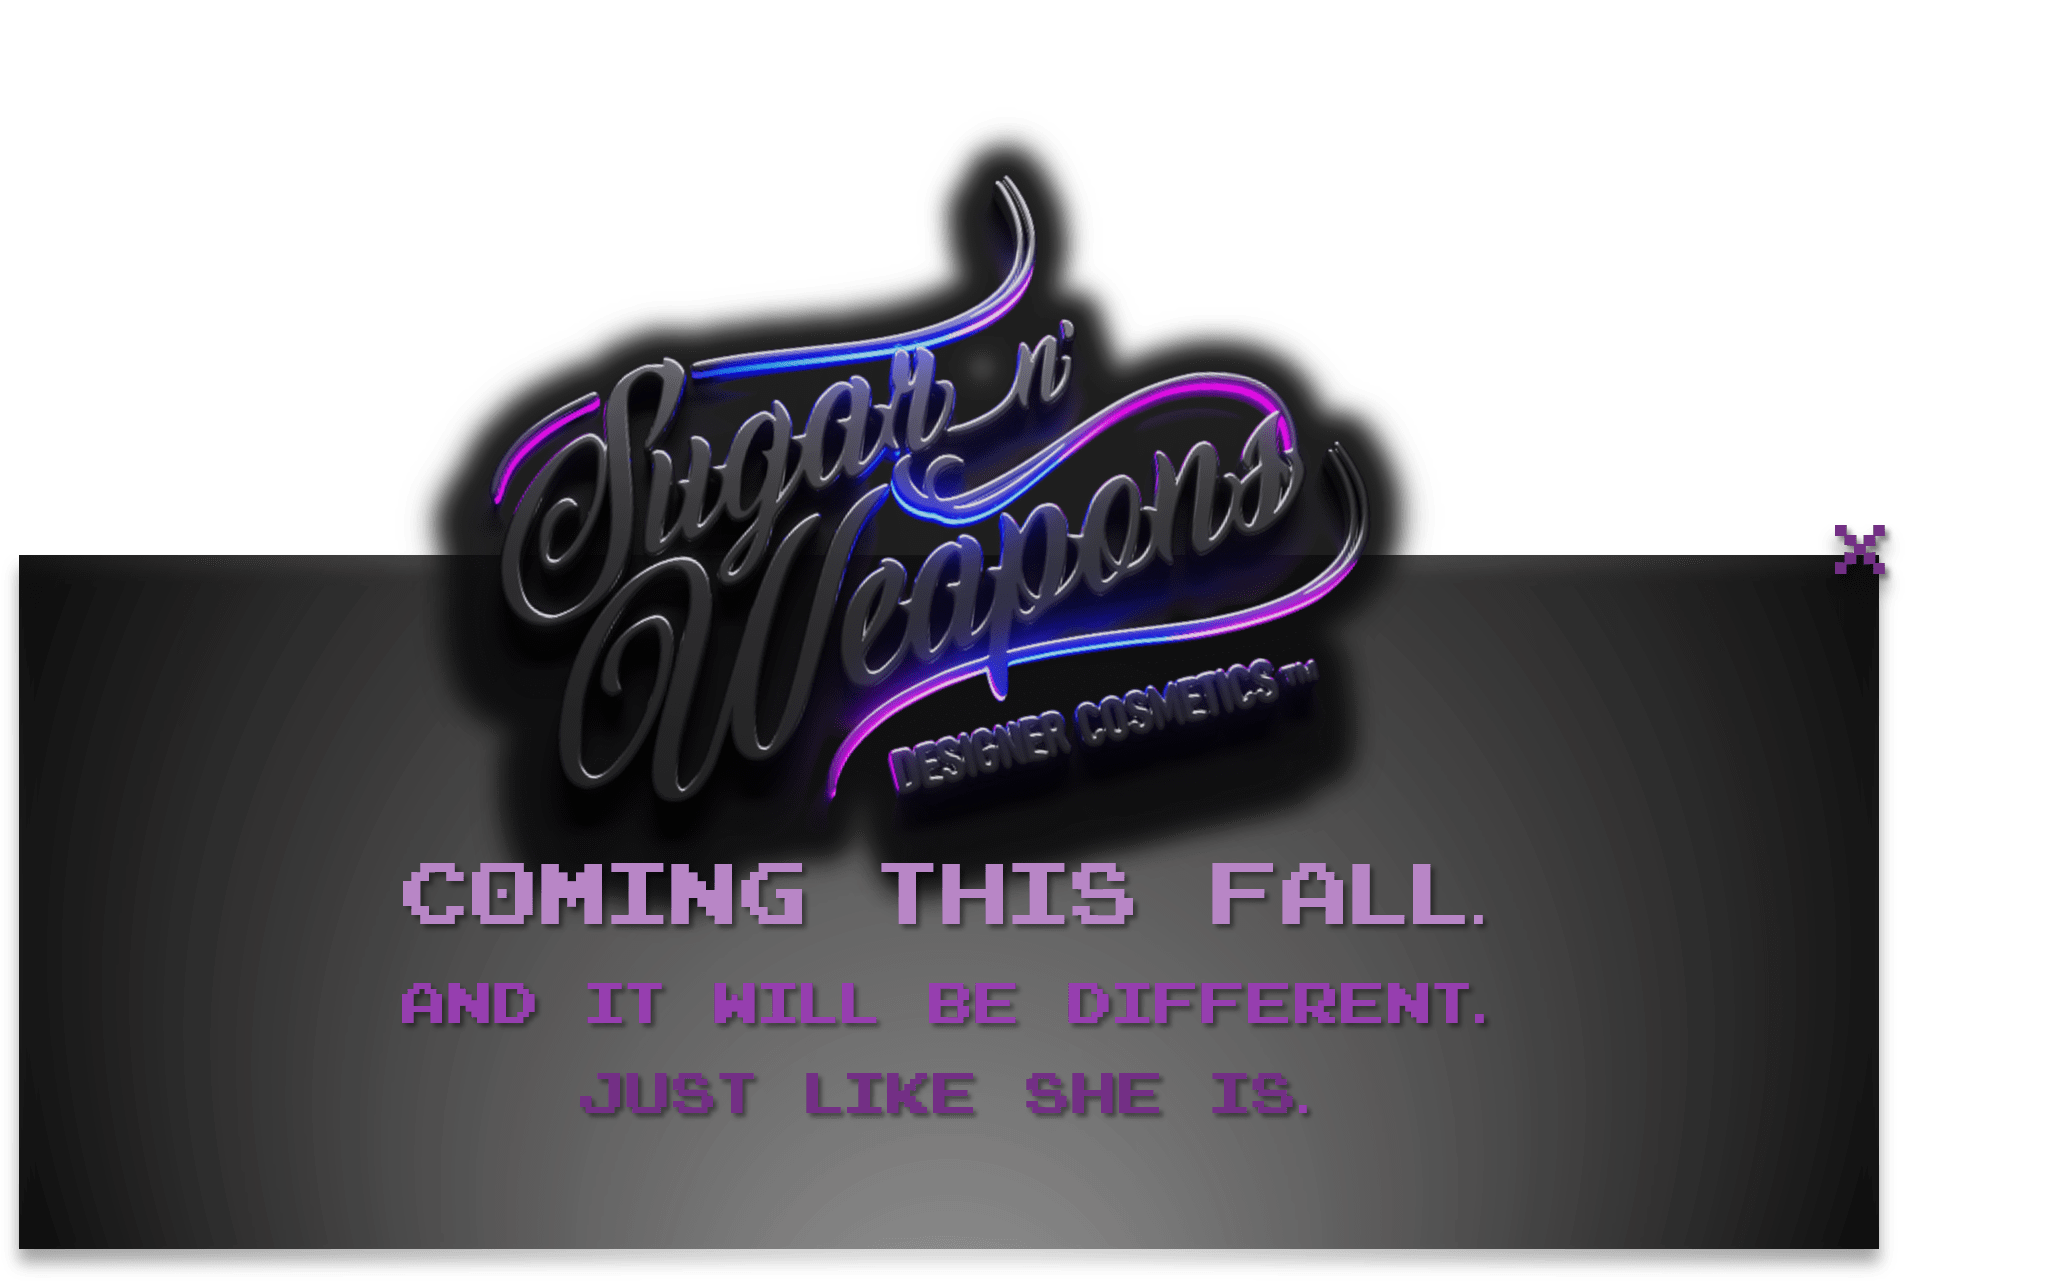 Sugar n'
Weapons
DESIGNER COSMETICS™
COMING THIS FALL.
AND IT WILL BE DIFFERENT.
JUST LIKE SHE IS.